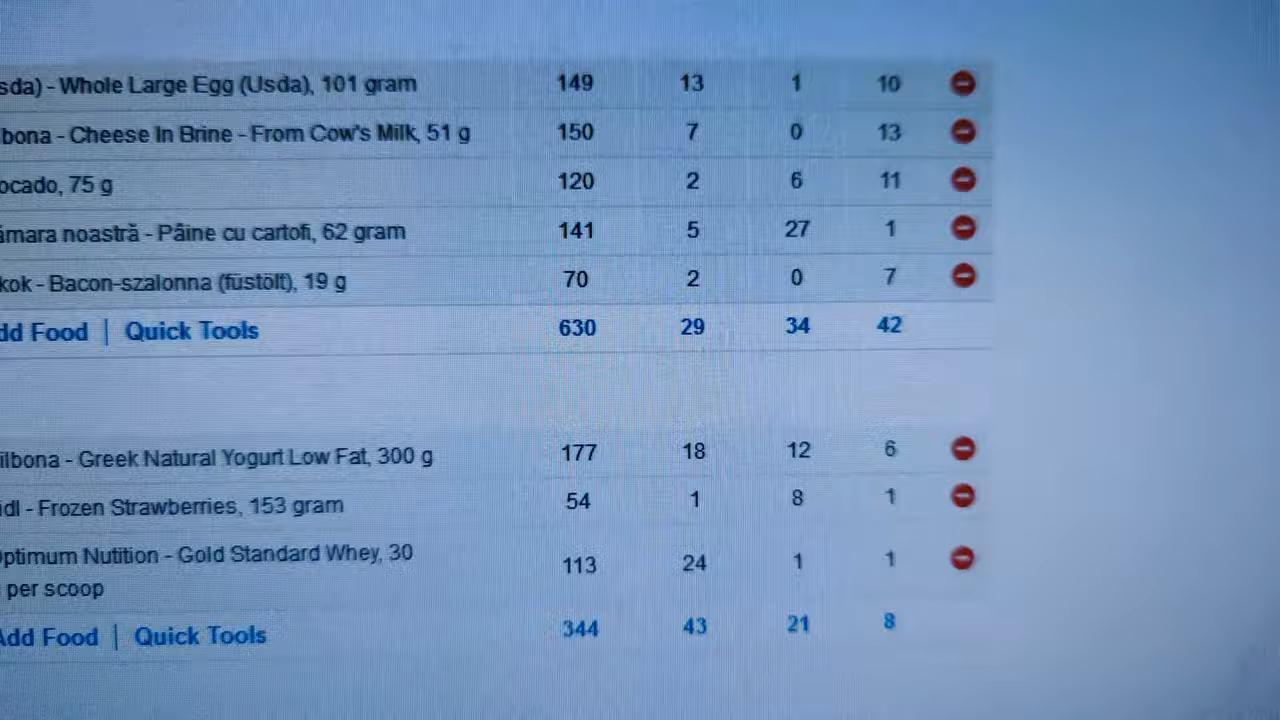 sda) - Whole Large Egg (Usda), 101 gram 149 13 1 10
bona - Cheese In Brine - From Cow's Milk, 51 g 150 7 0 13
ocado, 75 g 120 2 6 11
ămara noastră - Pâine cu cartofi, 62 gram 141 5 27 1
kok - Bacon-szalonna (füstölt), 19 g 70 2 0 7
dd Food | Quick Tools 630 29 34 42
ilbona - Greek Natural Yogurt Low Fat, 300 g 177 18 12 6
idl - Frozen Strawberries, 153 gram 54 1 8 1
Optimum Nutition - Gold Standard Whey, 30 113 24 1 1
per scoop
Add Food | Quick Tools 344 43 21 8